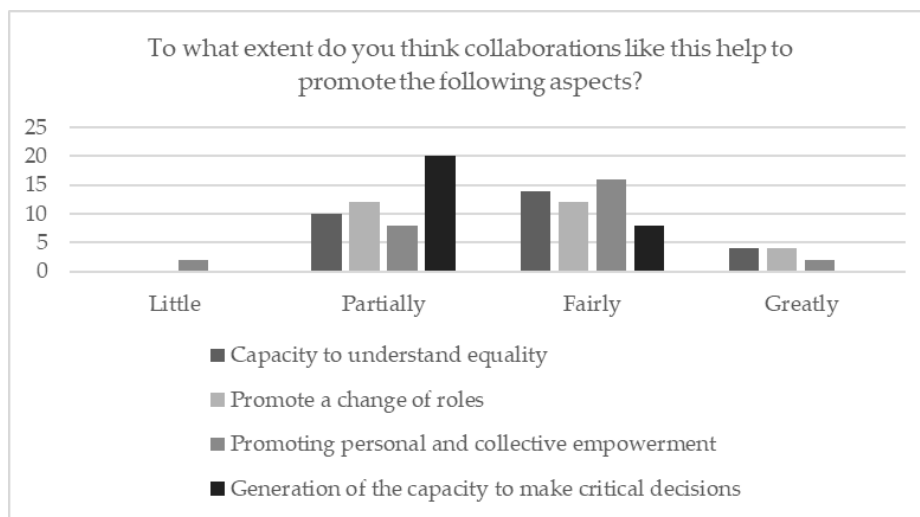 To what extent do you think collaborations like this help to
promote the following aspects?
25
20
15
10
5
0
Little Partially Fairly Greatly
Capacity to understand equality
Promote a change of roles
Promoting personal and collective empowerment
Generation of the capacity to make critical decisions